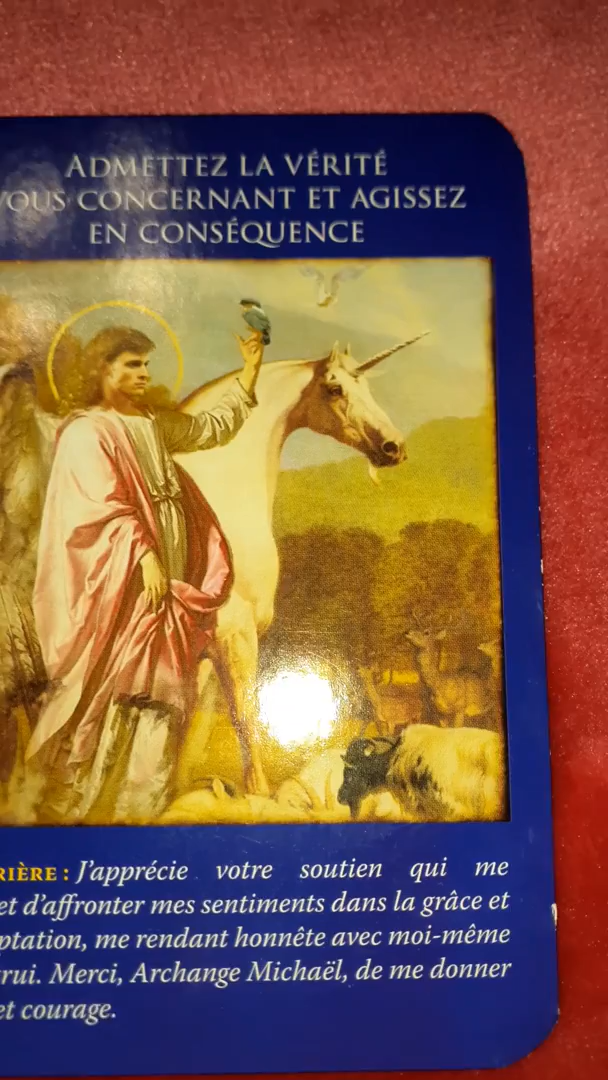 ADMETTEZ LA VÉRITÉ
VOUS CONCERNANT ET AGISSEZ
EN CONSÉQUENCE
RIÈRE : J'apprécie votre soutien qui me
et d'affronter mes sentiments dans la grâce et
ptation, me rendant honnête avec moi-même
rui. Merci, Archange Michaël, de me donner
et courage.